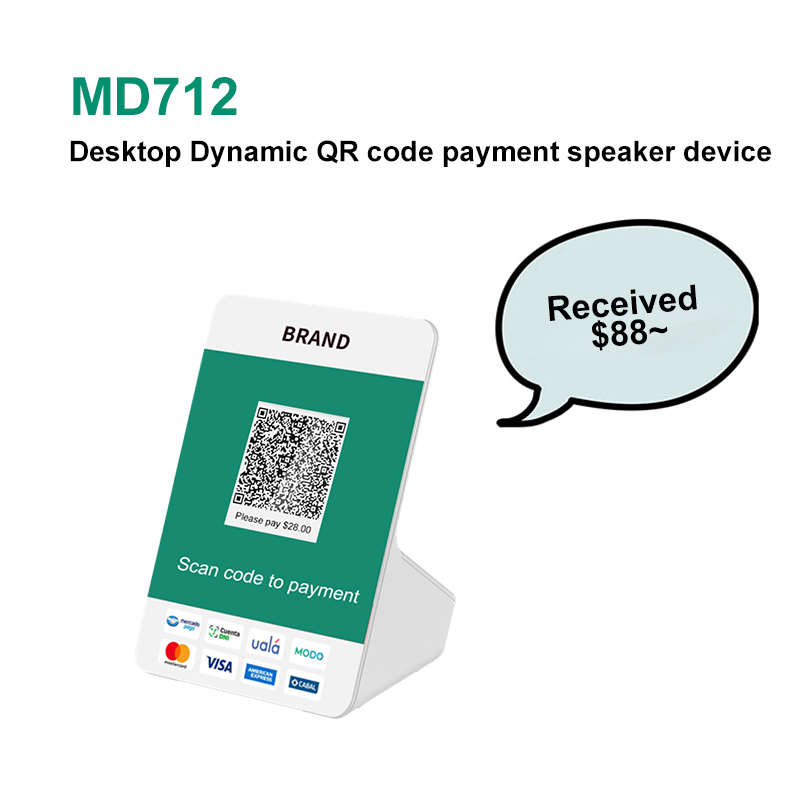 MD712
Desktop Dynamic QR code payment speaker device
Received
$88~
BRAND
Please pay $28.00
Scan code to payment
mercado
pago
Cuenta
DNI
ualá
MODO
mastercard
VISA
AMERICAN
EXPRESS
CABAL